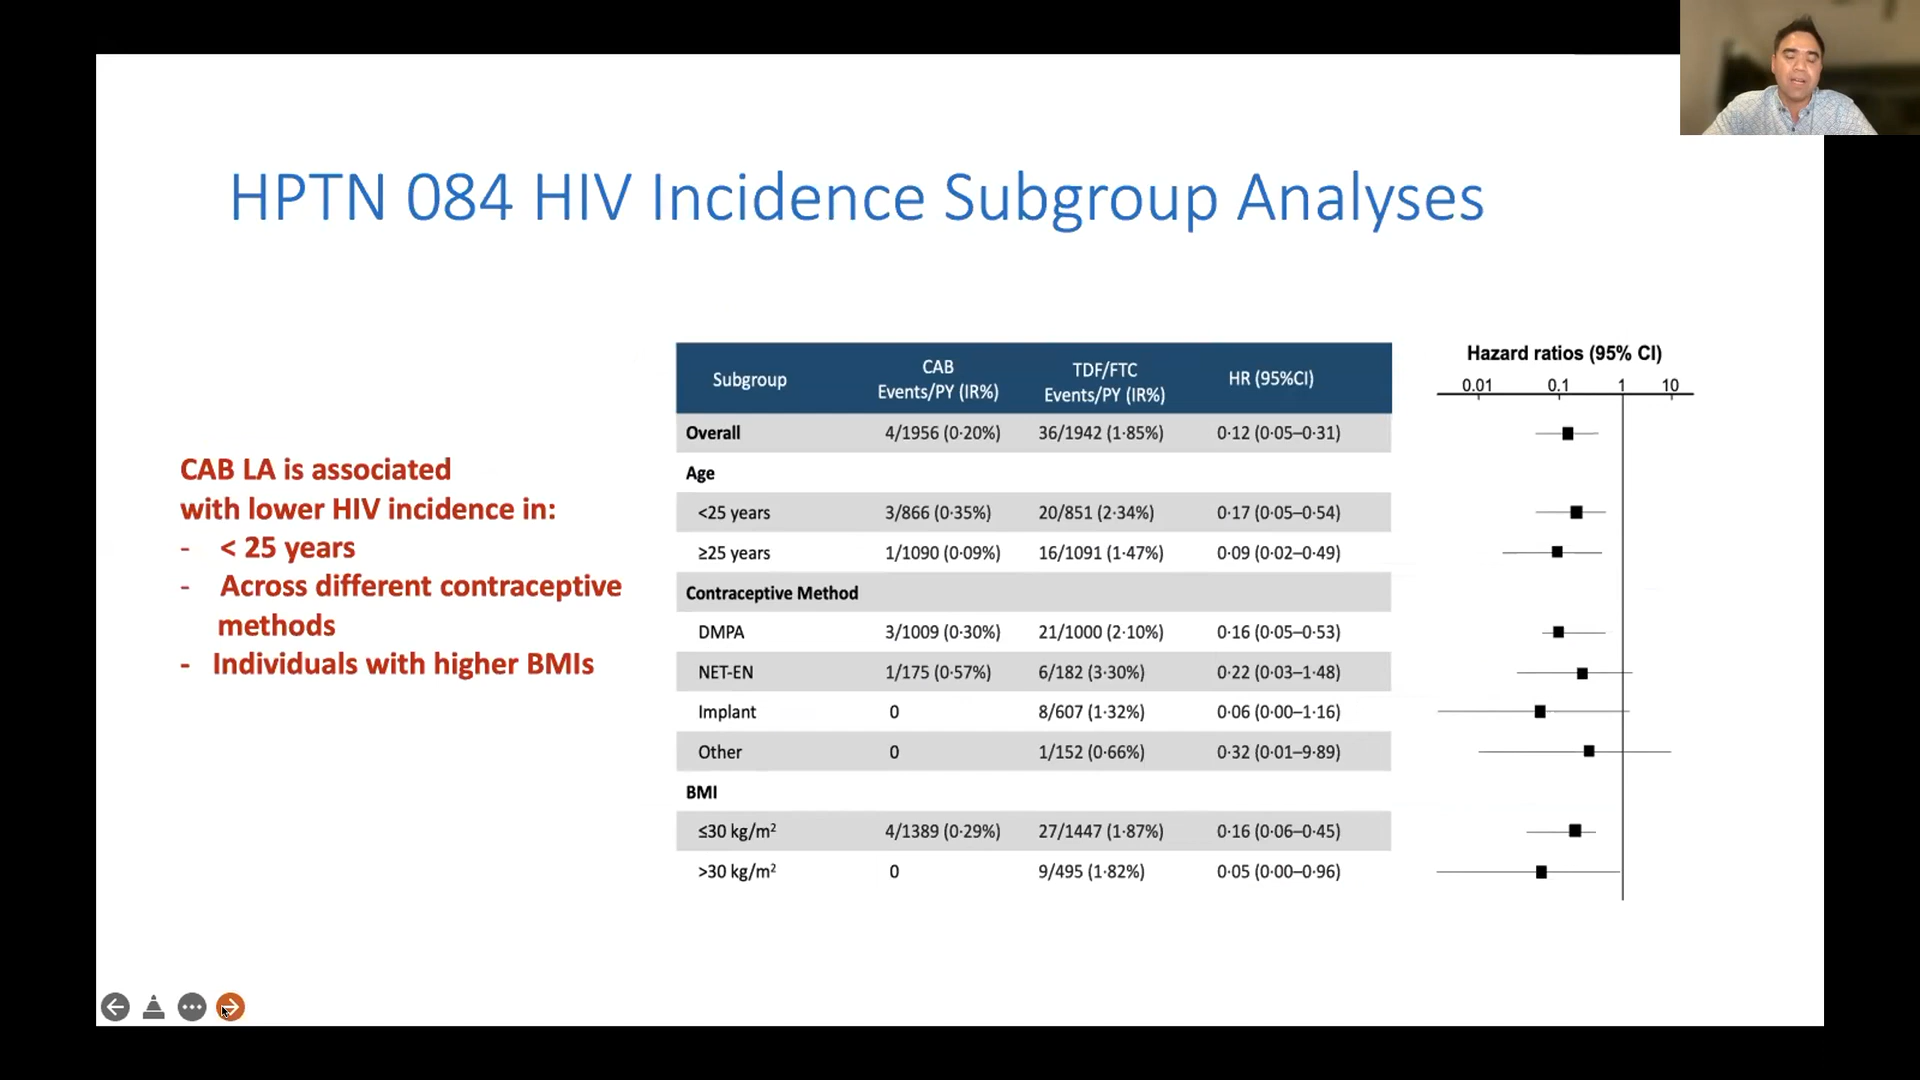 HPTN 084 HIV Incidence Subgroup Analyses
CAB LA is associated
with lower HIV incidence in:
- < 25 years
- Across different contraceptive
methods
- Individuals with higher BMIs
Subgroup CAB Events/PY (IR%) TDF/FTC Events/PY (IR%) HR (95%CI)
Overall 4/1956 (0·20%) 36/1942 (1·85%) 0·12 (0·05–0·31)
Age
<25 years 3/866 (0·35%) 20/851 (2·34%) 0·17 (0·05–0·54)
≥25 years 1/1090 (0·09%) 16/1091 (1·47%) 0·09 (0·02–0·49)
Contraceptive Method
DMPA 3/1009 (0·30%) 21/1000 (2·10%) 0·16 (0·05–0·53)
NET-EN 1/175 (0·57%) 6/182 (3·30%) 0·22 (0·03–1·48)
Implant 0 8/607 (1·32%) 0·06 (0·00–1·16)
Other 0 1/152 (0·66%) 0·32 (0·01–9·89)
BMI
≤30 kg/m² 4/1389 (0·29%) 27/1447 (1·87%) 0·16 (0·06–0·45)
>30 kg/m² 0 9/495 (1·82%) 0·05 (0·00–0·96)
Hazard ratios (95% CI)
0.01 0.1 1 10